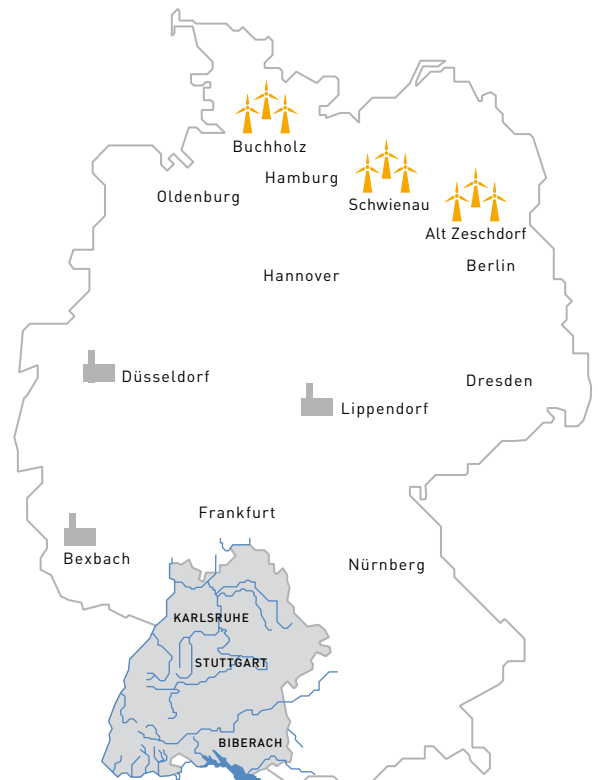 Buchholz
Hamburg
Oldenburg
Schwienau
Alt Zeschdorf
Berlin
Hannover
Düsseldorf
Dresden
Lippendorf
Frankfurt
Bexbach
Nürnberg
KARLSRUHE
STUTTGART
BIBERACH